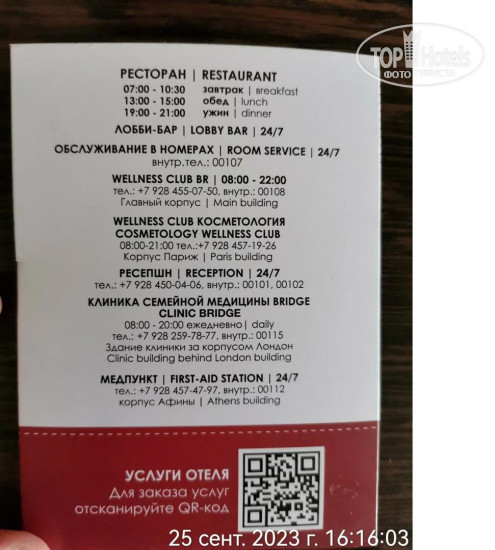 TOP Hotels
ФОТО ТУРИСТА
РЕСТОРАН | RESTAURANT
07:00 - 10:30 завтрак | breakfast
13:00 - 15:00 обед | lunch
19:00 - 21:00 ужин | dinner
ЛОББИ-БАР | LOBBY BAR | 24/7
ОБСЛУЖИВАНИЕ В НОМЕРАХ | ROOM SERVICE | 24/7
внутр.тел.: 00107
WELLNESS CLUB BR | 08:00 - 22:00
тел.: +7 928 455-07-50, внутр.: 00108
Главный корпус | Main building
WELLNESS CLUB КОСМЕТОЛОГИЯ
COSMETOLOGY WELLNESS CLUB
08:00-21:00 тел.:+7 928 457-19-26
Корпус Париж | Paris building
РЕСЕПШН | RECEPTION | 24/7
тел.: +7 928 450-04-06, внутр.: 00101, 00102
КЛИНИКА СЕМЕЙНОЙ МЕДИЦИНЫ BRIDGE
CLINIC BRIDGE
08:00 - 20:00 ежедневно| daily
тел.: +7 928 259-78-77, внутр.: 00115
Здание клиники за корпусом Лондон
Clinic building behind London building
МЕДПУНКТ | FIRST-AID STATION | 24/7
тел.: +7 928 457-47-97, внутр.: 00112
корпус Афины | Athens building
УСЛУГИ ОТЕЛЯ
Для заказа услуг
отсканируйте QR-код
25 сент. 2023 г. 16:16:03